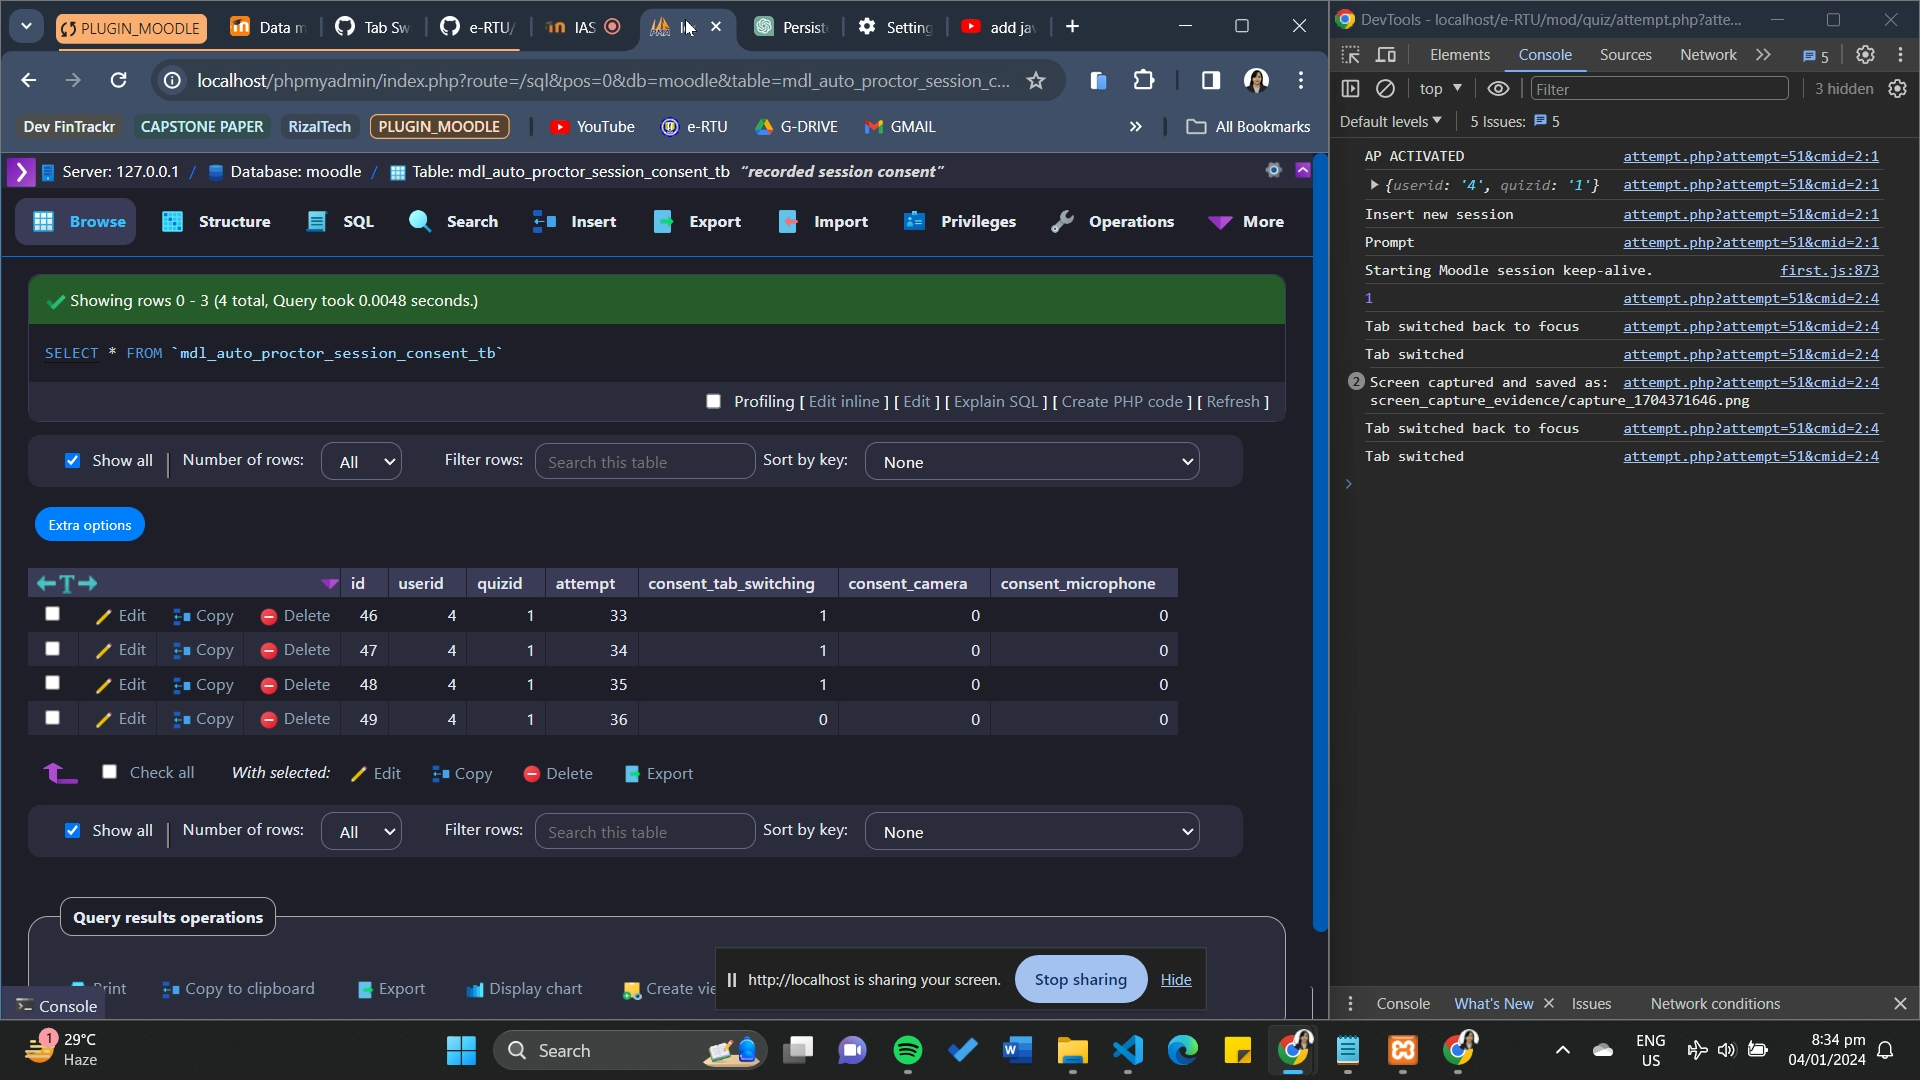 PLUGIN_MOODLE
Data m
Tab Sw
e-RTU/
IAS
Persist
Setting
add ja
localhost/phpmyadmin/index.php?route=/sql&pos=0&db=moodle&table=mdl_auto_proctor_session_c...
Dev FinTrackr
CAPSTONE PAPER
RizalTech
PLUGIN_MOODLE
YouTube
e-RTU
G-DRIVE
GMAIL
All Bookmarks
Server: 127.0.0.1 / Database: moodle / Table: mdl_auto_proctor_session_consent_tb "recorded session consent"
Browse Structure SQL Search Insert Export Import Privileges Operations More
Showing rows 0 - 3 (4 total, Query took 0.0048 seconds.)
SELECT * FROM `mdl_auto_proctor_session_consent_tb`
Profiling [ Edit inline ] [ Edit ] [ Explain SQL ] [ Create PHP code ] [ Refresh ]
Show all Number of rows: All Filter rows: Search this table Sort by key: None
Extra options
T id userid quizid attempt consent_tab_switching consent_camera consent_microphone
Edit Copy Delete 46 4 1 33 1 0 0
Edit Copy Delete 47 4 1 34 1 0 0
Edit Copy Delete 48 4 1 35 1 0 0
Edit Copy Delete 49 4 1 36 0 0 0
Check all With selected: Edit Copy Delete Export
Show all Number of rows: All Filter rows: Search this table Sort by key: None
Query results operations
Print Copy to clipboard Export Display chart Create vie
http://localhost is sharing your screen. Stop sharing Hide
Console
DevTools - localhost/e-RTU/mod/quiz/attempt.php?atte...
Elements Console Sources Network 5
top Filter 3 hidden
Default levels 5 Issues: 5
AP ACTIVATED attempt.php?attempt=51&cmid=2:1
{userid: '4', quizid: '1'} attempt.php?attempt=51&cmid=2:1
Insert new session attempt.php?attempt=51&cmid=2:1
Prompt attempt.php?attempt=51&cmid=2:1
Starting Moodle session keep-alive. first.js:873
1 attempt.php?attempt=51&cmid=2:4
Tab switched back to focus attempt.php?attempt=51&cmid=2:4
Tab switched attempt.php?attempt=51&cmid=2:4
2 Screen captured and saved as: attempt.php?attempt=51&cmid=2:4
screen_capture_evidence/capture_1704371646.png
Tab switched back to focus attempt.php?attempt=51&cmid=2:4
Tab switched attempt.php?attempt=51&cmid=2:4
Console What's New Issues Network conditions
1 29°C
Haze
Search
ENG
US
8:34 pm
04/01/2024